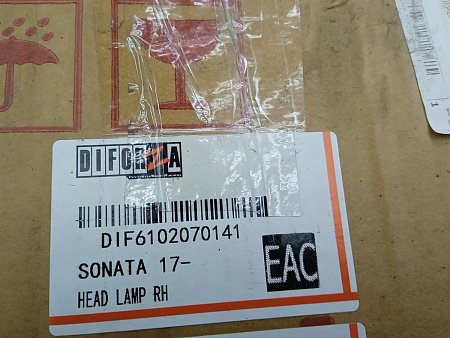 DIFORZA
DIF6102070141
SONATA 17-
HEAD LAMP RH
EAC